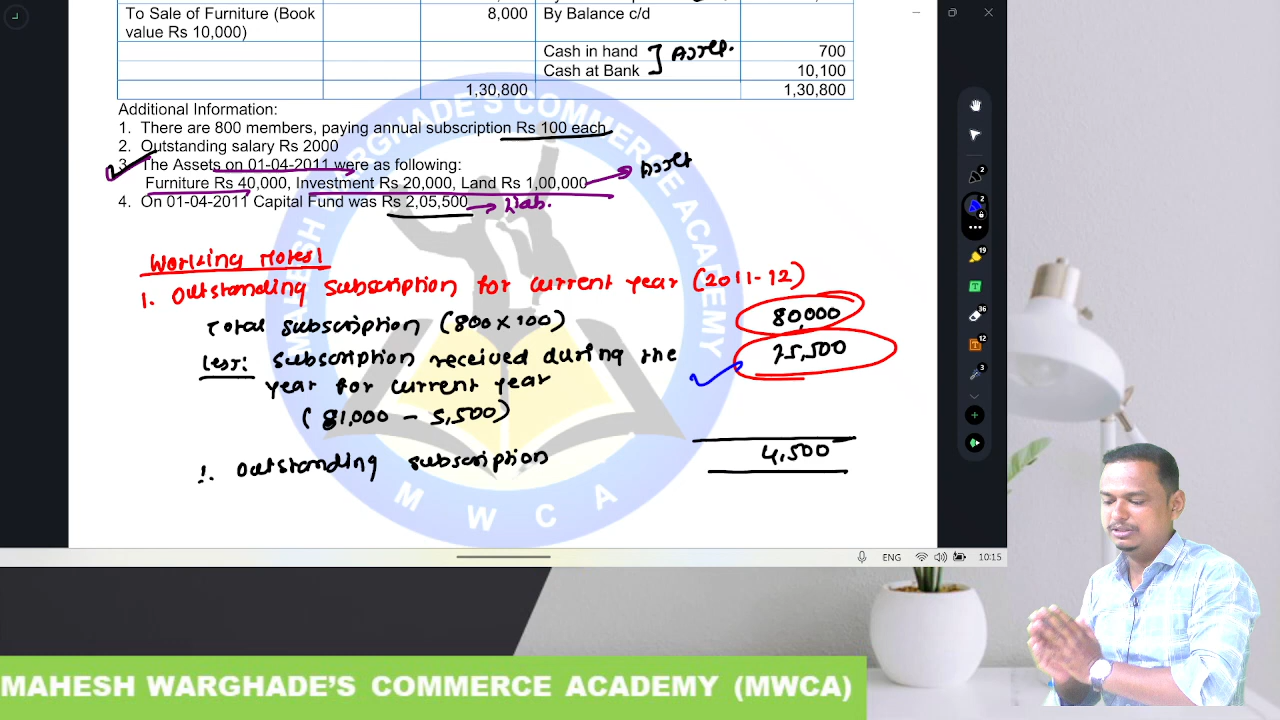 To Sale of Furniture (Book 8,000 By Balance c/d
value Rs 10,000)
Cash in hand 700
Asset.
Cash at Bank 10,100
1,30,800 1,30,800
Additional Information:
1. There are 800 members, paying annual subscription Rs 100 each
2. Outstanding salary Rs 2000
3. The Assets on 01-04-2011 were as following: Asset
Furniture Rs 40,000, Investment Rs 20,000, Land Rs 1,00,000
4. On 01-04-2011 Capital Fund was Rs 2,05,500 Liab.
Working Notes!
1. Outstanding Subscription for current year (2011-12)
Total subscription (800 x 100) 80,000
Less: Subscription received during the 75,500
year for current year
(81,000 - 5,500)
Outstanding subscription 4,500
MAHESH WARGHADE'S COMMERCE ACADEMY
M W C A
ENG 10:15
MAHESH WARGHADE'S COMMERCE ACADEMY (MWCA)